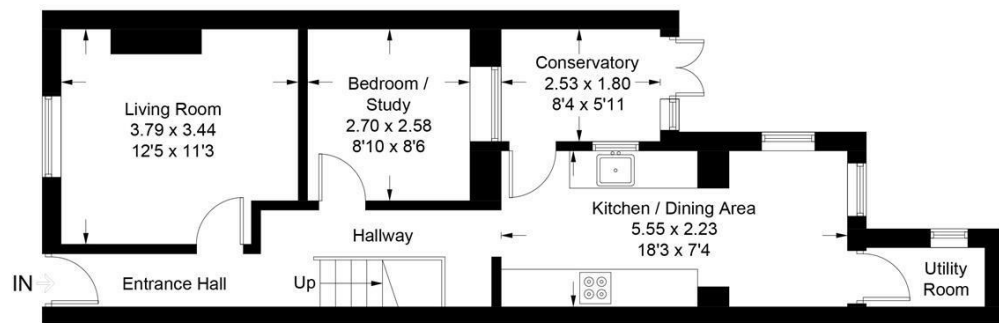 Living Room
3.79 x 3.44
12'5 x 11'3
Bedroom /
Study
2.70 x 2.58
8'10 x 8'6
Conservatory
2.53 x 1.80
8'4 x 5'11
Kitchen / Dining Area
5.55 x 2.23
18'3 x 7'4
Hallway
IN
Entrance Hall
Up
Utility
Room